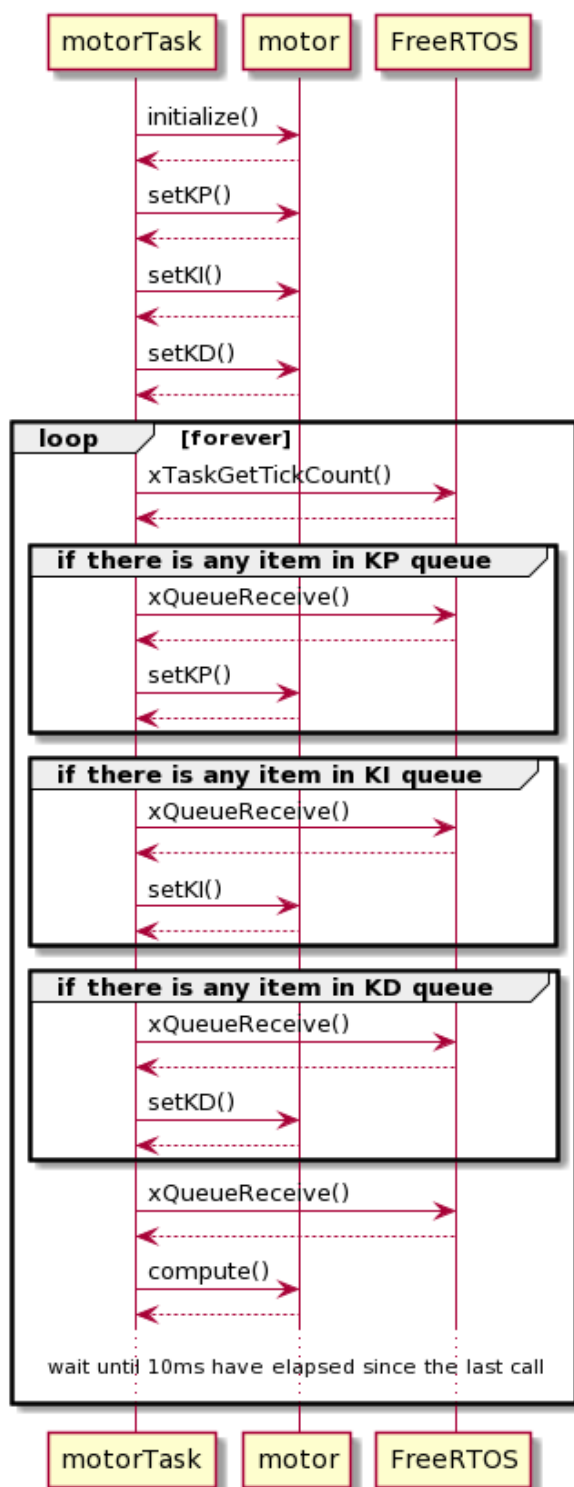 motorTask motor FreeRTOS
initialize()
setKP()
setKI()
setKD()
loop [forever]
xTaskGetTickCount()
if there is any item in KP queue
xQueueReceive()
setKP()
if there is any item in KI queue
xQueueReceive()
setKI()
if there is any item in KD queue
xQueueReceive()
setKD()
xQueueReceive()
compute()
wait until 10ms have elapsed since the last call
motorTask motor FreeRTOS